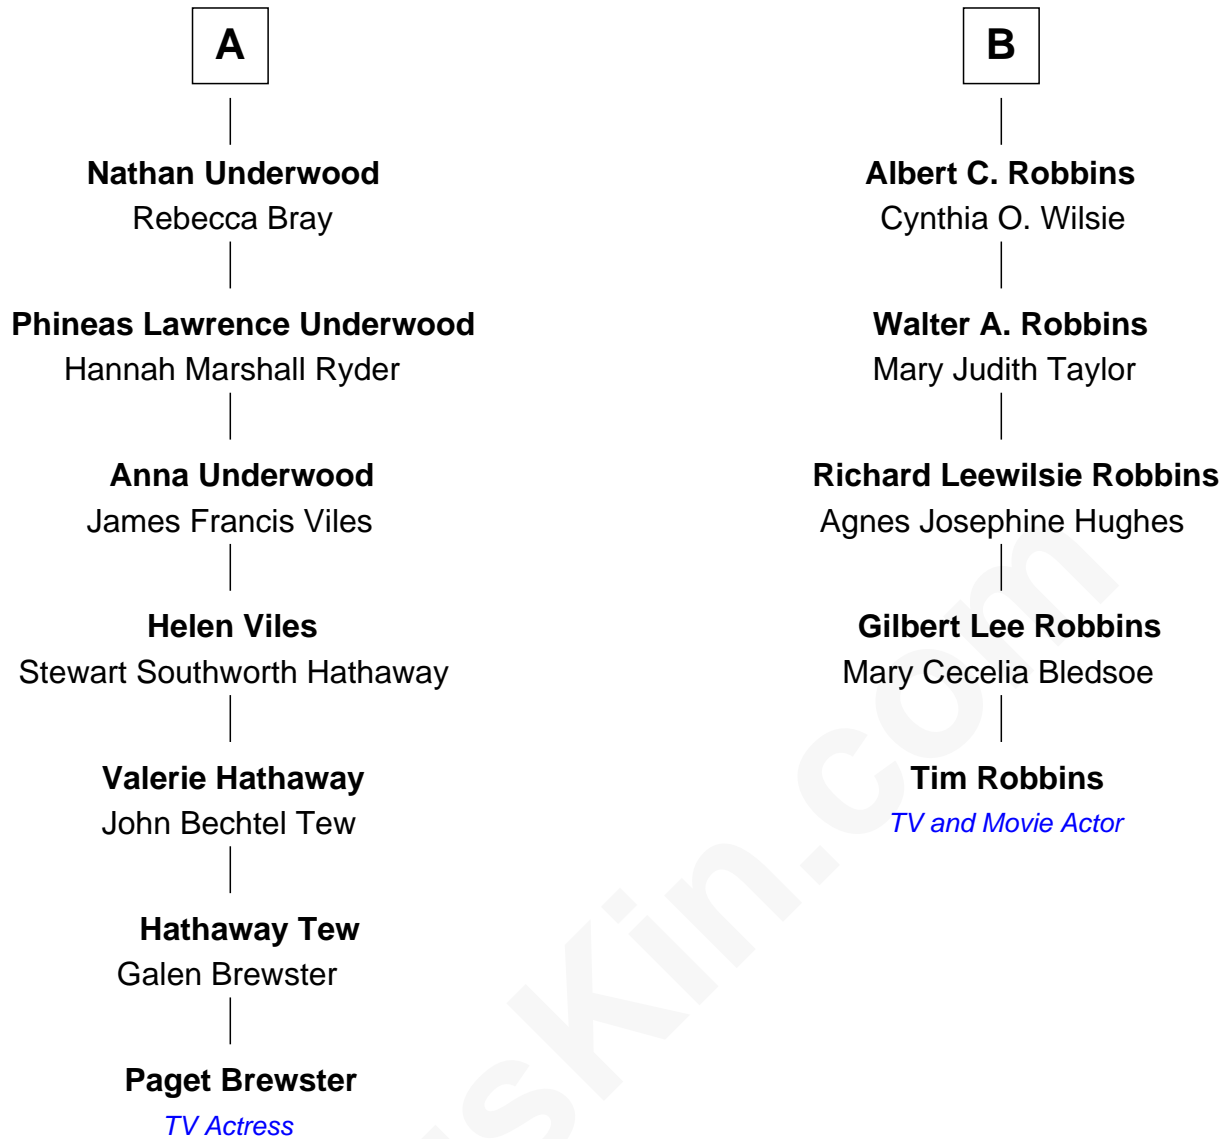 A
Nathan Underwood
Rebecca Bray
Phineas Lawrence Underwood
Hannah Marshall Ryder
Anna Underwood
James Francis Viles
Helen Viles
Stewart Southworth Hathaway
Valerie Hathaway
John Bechtel Tew
Hathaway Tew
Galen Brewster
Paget Brewster
TV Actress
B
Albert C. Robbins
Cynthia O. Wilsie
Walter A. Robbins
Mary Judith Taylor
Richard Leewilsie Robbins
Agnes Josephine Hughes
Gilbert Lee Robbins
Mary Cecelia Bledsoe
Tim Robbins
TV and Movie Actor
sKin.com